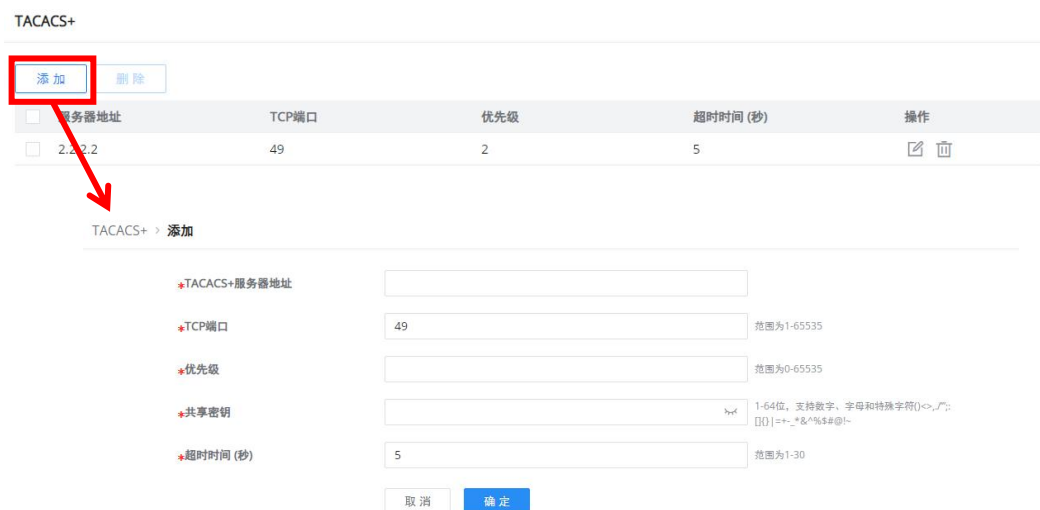 TACACS+
添 加 删 除
服务器地址 TCP端口 优先级 超时时间 (秒) 操作
2.2.2.2 49 2 5
TACACS+ > 添加
*TACACS+服务器地址
*TCP端口 49 范围为1-65535
*优先级 范围为0-65535
*共享密钥 1-64位，支持数字、字母和特殊字符()<>,./'";:
[]{}|=+-_*&^%$#@!~
*超时时间 (秒) 5 范围为1-30
取 消 确 定